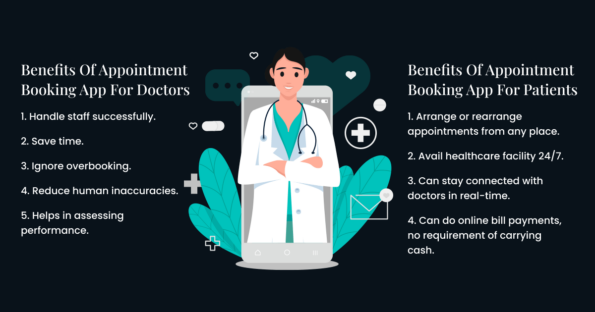 Benefits Of Appointment
Booking App For Doctors
1. Handle staff successfully.
2. Save time.
3. Ignore overbooking.
4. Reduce human inaccuracies.
5. Helps in assessing
performance.
Benefits Of Appointment
Booking App For Patients
1. Arrange or rearrange
appointments from any place.
2. Avail healthcare facility 24/7.
3. Can stay connected with
doctors in real-time.
4. Can do online bill payments,
no requirement of carrying
cash.